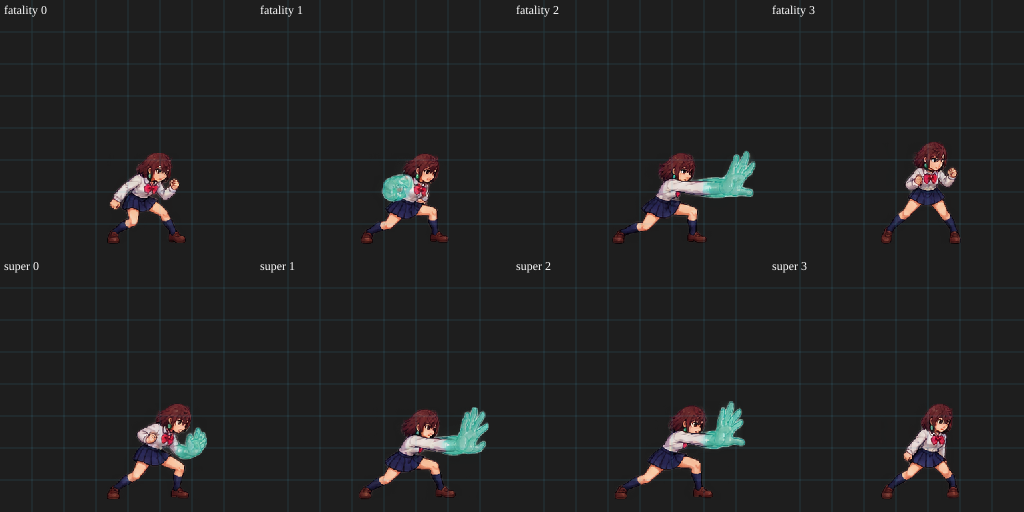 fatality 0
fatality 1
fatality 2
fatality 3
super 0
super 1
super 2
super 3